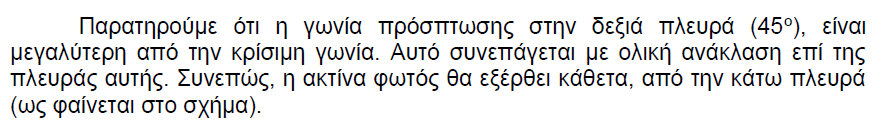 Παρατηρούμε ότι η γωνία πρόσπτωσης στην δεξιά πλευρά (45º), είναι
μεγαλύτερη από την κρίσιμη γωνία. Αυτό συνεπάγεται με ολική ανάκλαση επί της
πλευράς αυτής. Συνεπώς, η ακτίνα φωτός θα εξέρθει κάθετα, από την κάτω πλευρά
(ως φαίνεται στο σχήμα).